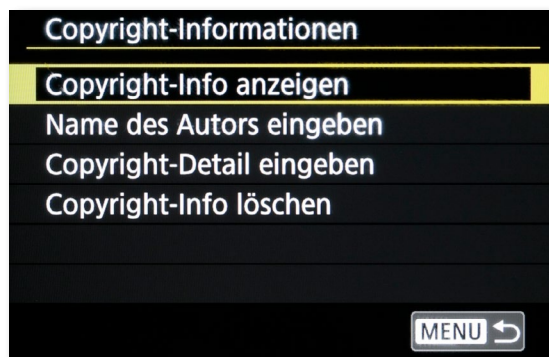 Copyright-Informationen
Copyright-Info anzeigen
Name des Autors eingeben
Copyright-Detail eingeben
Copyright-Info löschen
MENU